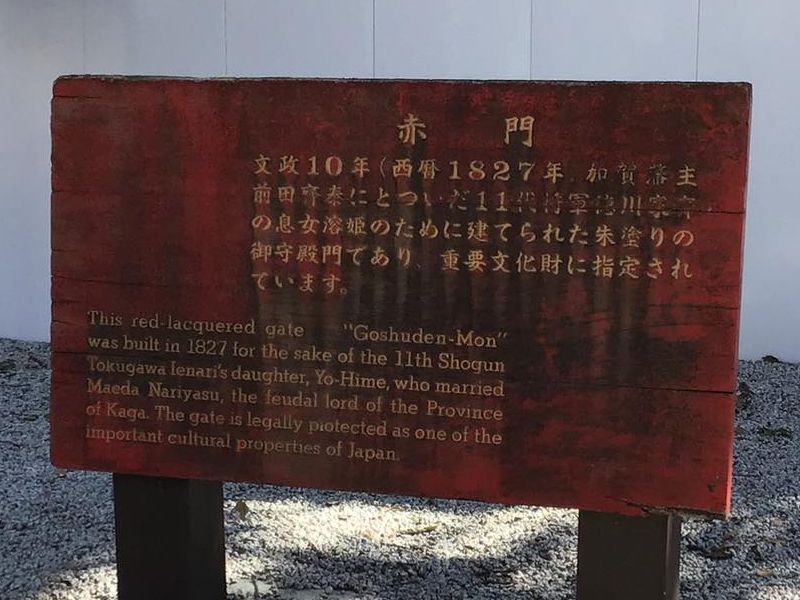 赤 門
文政10年(西暦1827年 加賀藩主
前田齊泰にとついだ11代将軍徳川家斉
の息女溶姫のために建てられた朱塗りの
御守殿門であり、重要文化財に指定され
ています。
This red-lacquered gate "Goshuden-Mon"
was built in 1827 for the sake of the 11th Shogun
Tokugawa Ienari's daughter, Yo-Hime, who married
Maeda Nariyasu, the feudal lord of the Province
of Kaga. The gate is legally protected as one of the
important cultural properties of Japan.